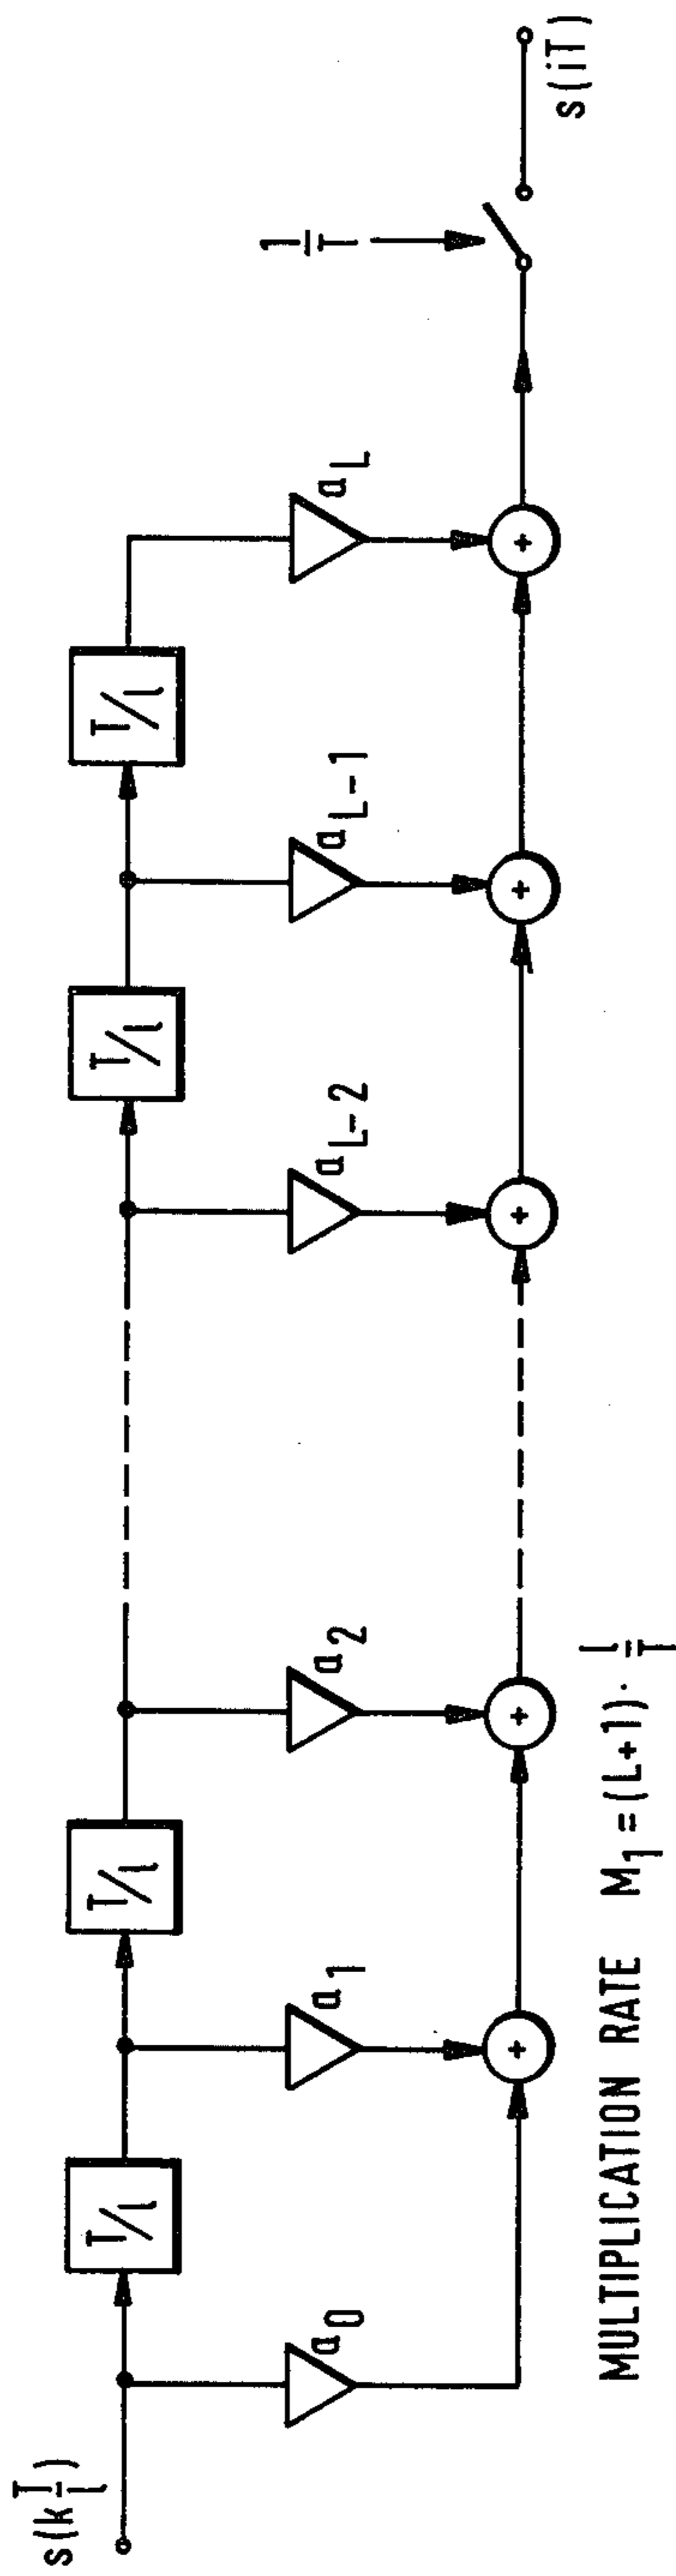 s(k T/l)
T/l
T/l
T/l
T/l
a0
a1
a2
aL-2
aL-1
aL
+
+
+
+
+
1/T
s(iT)
MULTIPLICATION RATE M1 = (L+1) · l/T